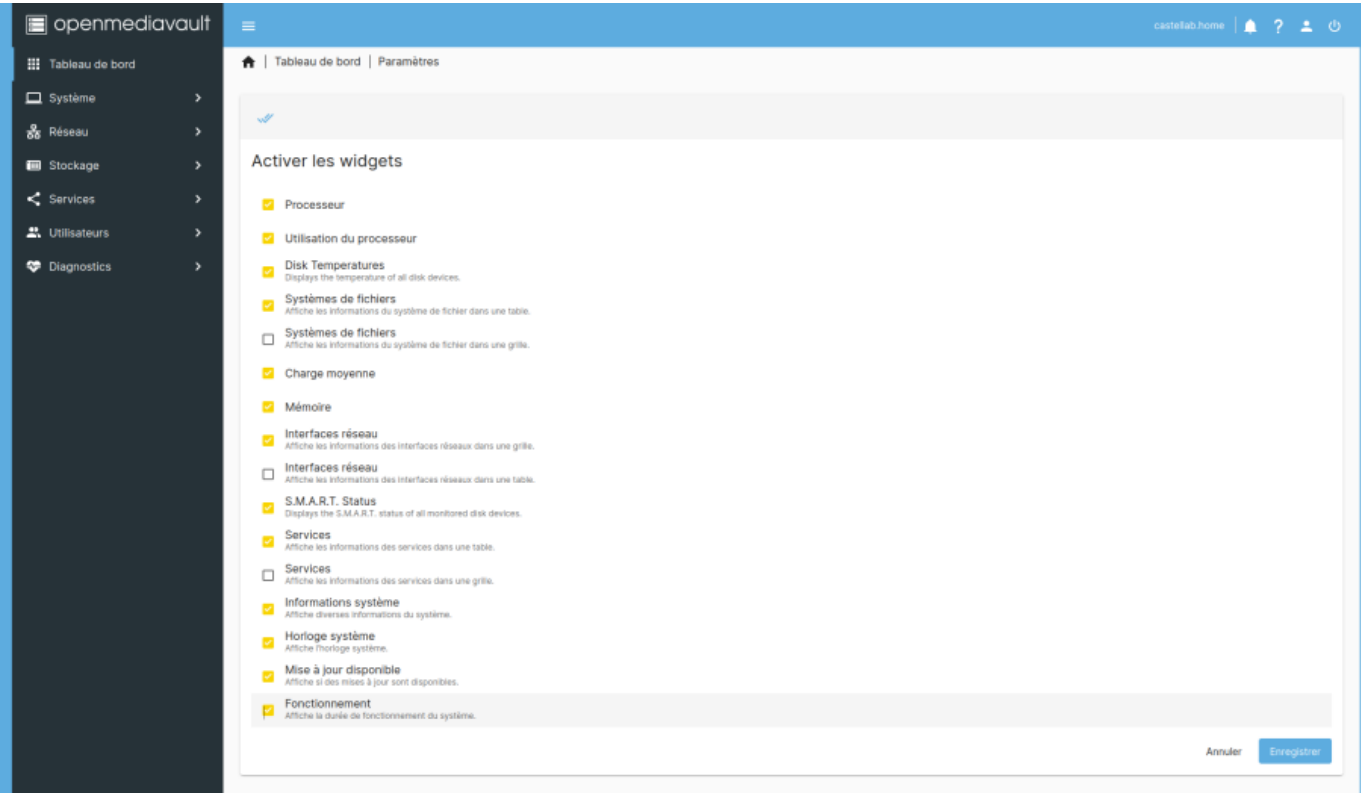 openmediavault
castellab.home
Tableau de bord
Système
Réseau
Stockage
Services
Utilisateurs
Diagnostics
Tableau de bord | Paramètres
Activer les widgets
Processeur
Utilisation du processeur
Disk Temperatures
Displays the temperature of all disk devices.
Systèmes de fichiers
Affiche les informations du système de fichier dans une table.
Systèmes de fichiers
Affiche les informations du système de fichier dans une grille.
Charge moyenne
Mémoire
Interfaces réseau
Affiche les informations des interfaces réseaux dans une grille.
Interfaces réseau
Affiche les informations des interfaces réseaux dans une table.
S.M.A.R.T. Status
Displays the S.M.A.R.T. status of all monitored disk devices.
Services
Affiche les informations des services dans une table.
Services
Affiche les informations des services dans une grille.
Informations système
Affiche diverses informations du système.
Horloge système
Affiche l'horloge système.
Mise à jour disponible
Affiche si des mises à jour sont disponibles.
Fonctionnement
Affiche la durée de fonctionnement du système.
Annuler
Enregistrer